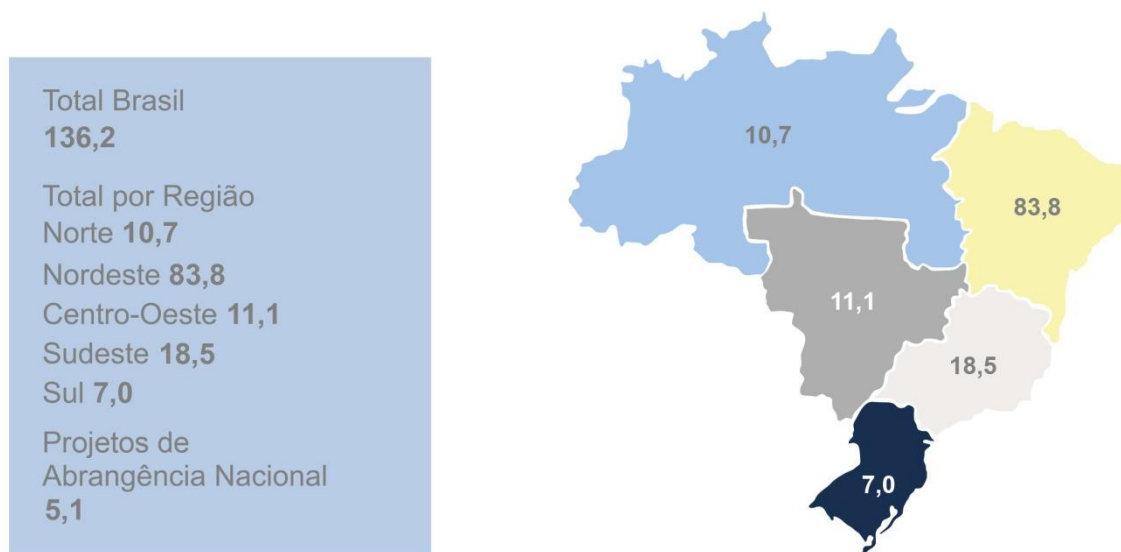 Total Brasil
136,2
Total por Região
Norte 10,7
Nordeste 83,8
Centro-Oeste 11,1
Sudeste 18,5
Sul 7,0
Projetos de
Abrangência Nacional
5,1
10,7
83,8
11,1
18,5
7,0